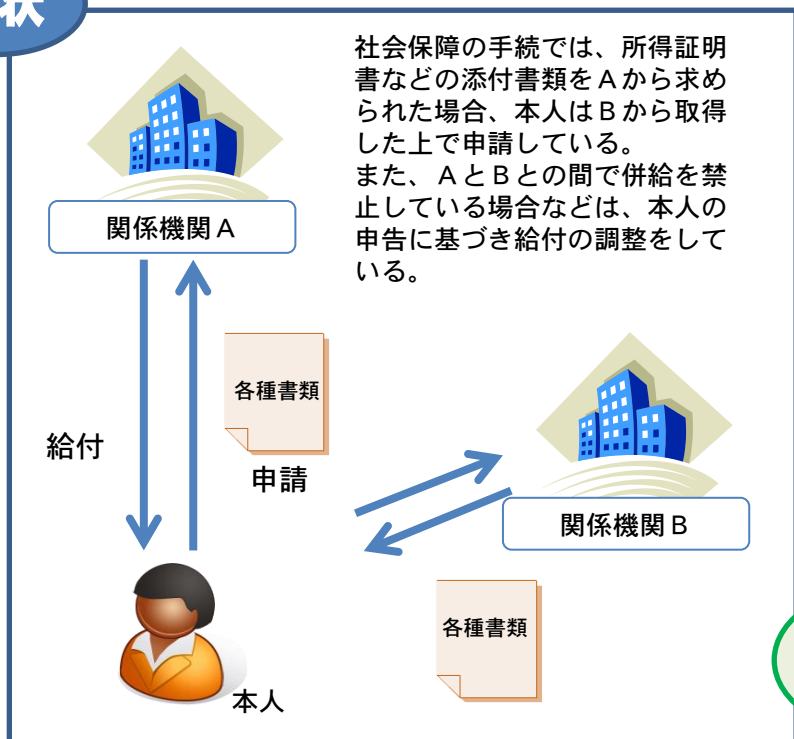 状
社会保障の手続では、所得証明
書などの添付書類をＡから求め
られた場合、本人はＢから取得
した上で申請している。
また、ＡとＢとの間で併給を禁
止している場合などは、本人の
申告に基づき給付の調整をして
いる。
関係機関Ａ
各種書類
給付
申請
関係機関Ｂ
各種書類
本人